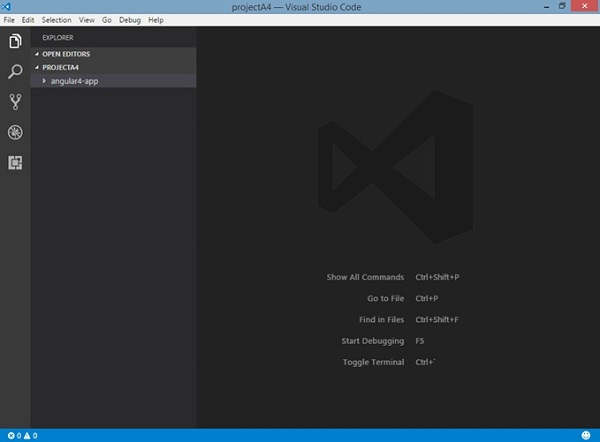 projectA4 — Visual Studio Code
File Edit Selection View Go Debug Help
EXPLORER
OPEN EDITORS
PROJECTA4
angular4-app
Show All Commands Ctrl+Shift+P
Go to File Ctrl+P
Find in Files Ctrl+Shift+F
Start Debugging F5
Toggle Terminal Ctrl+`
0 0